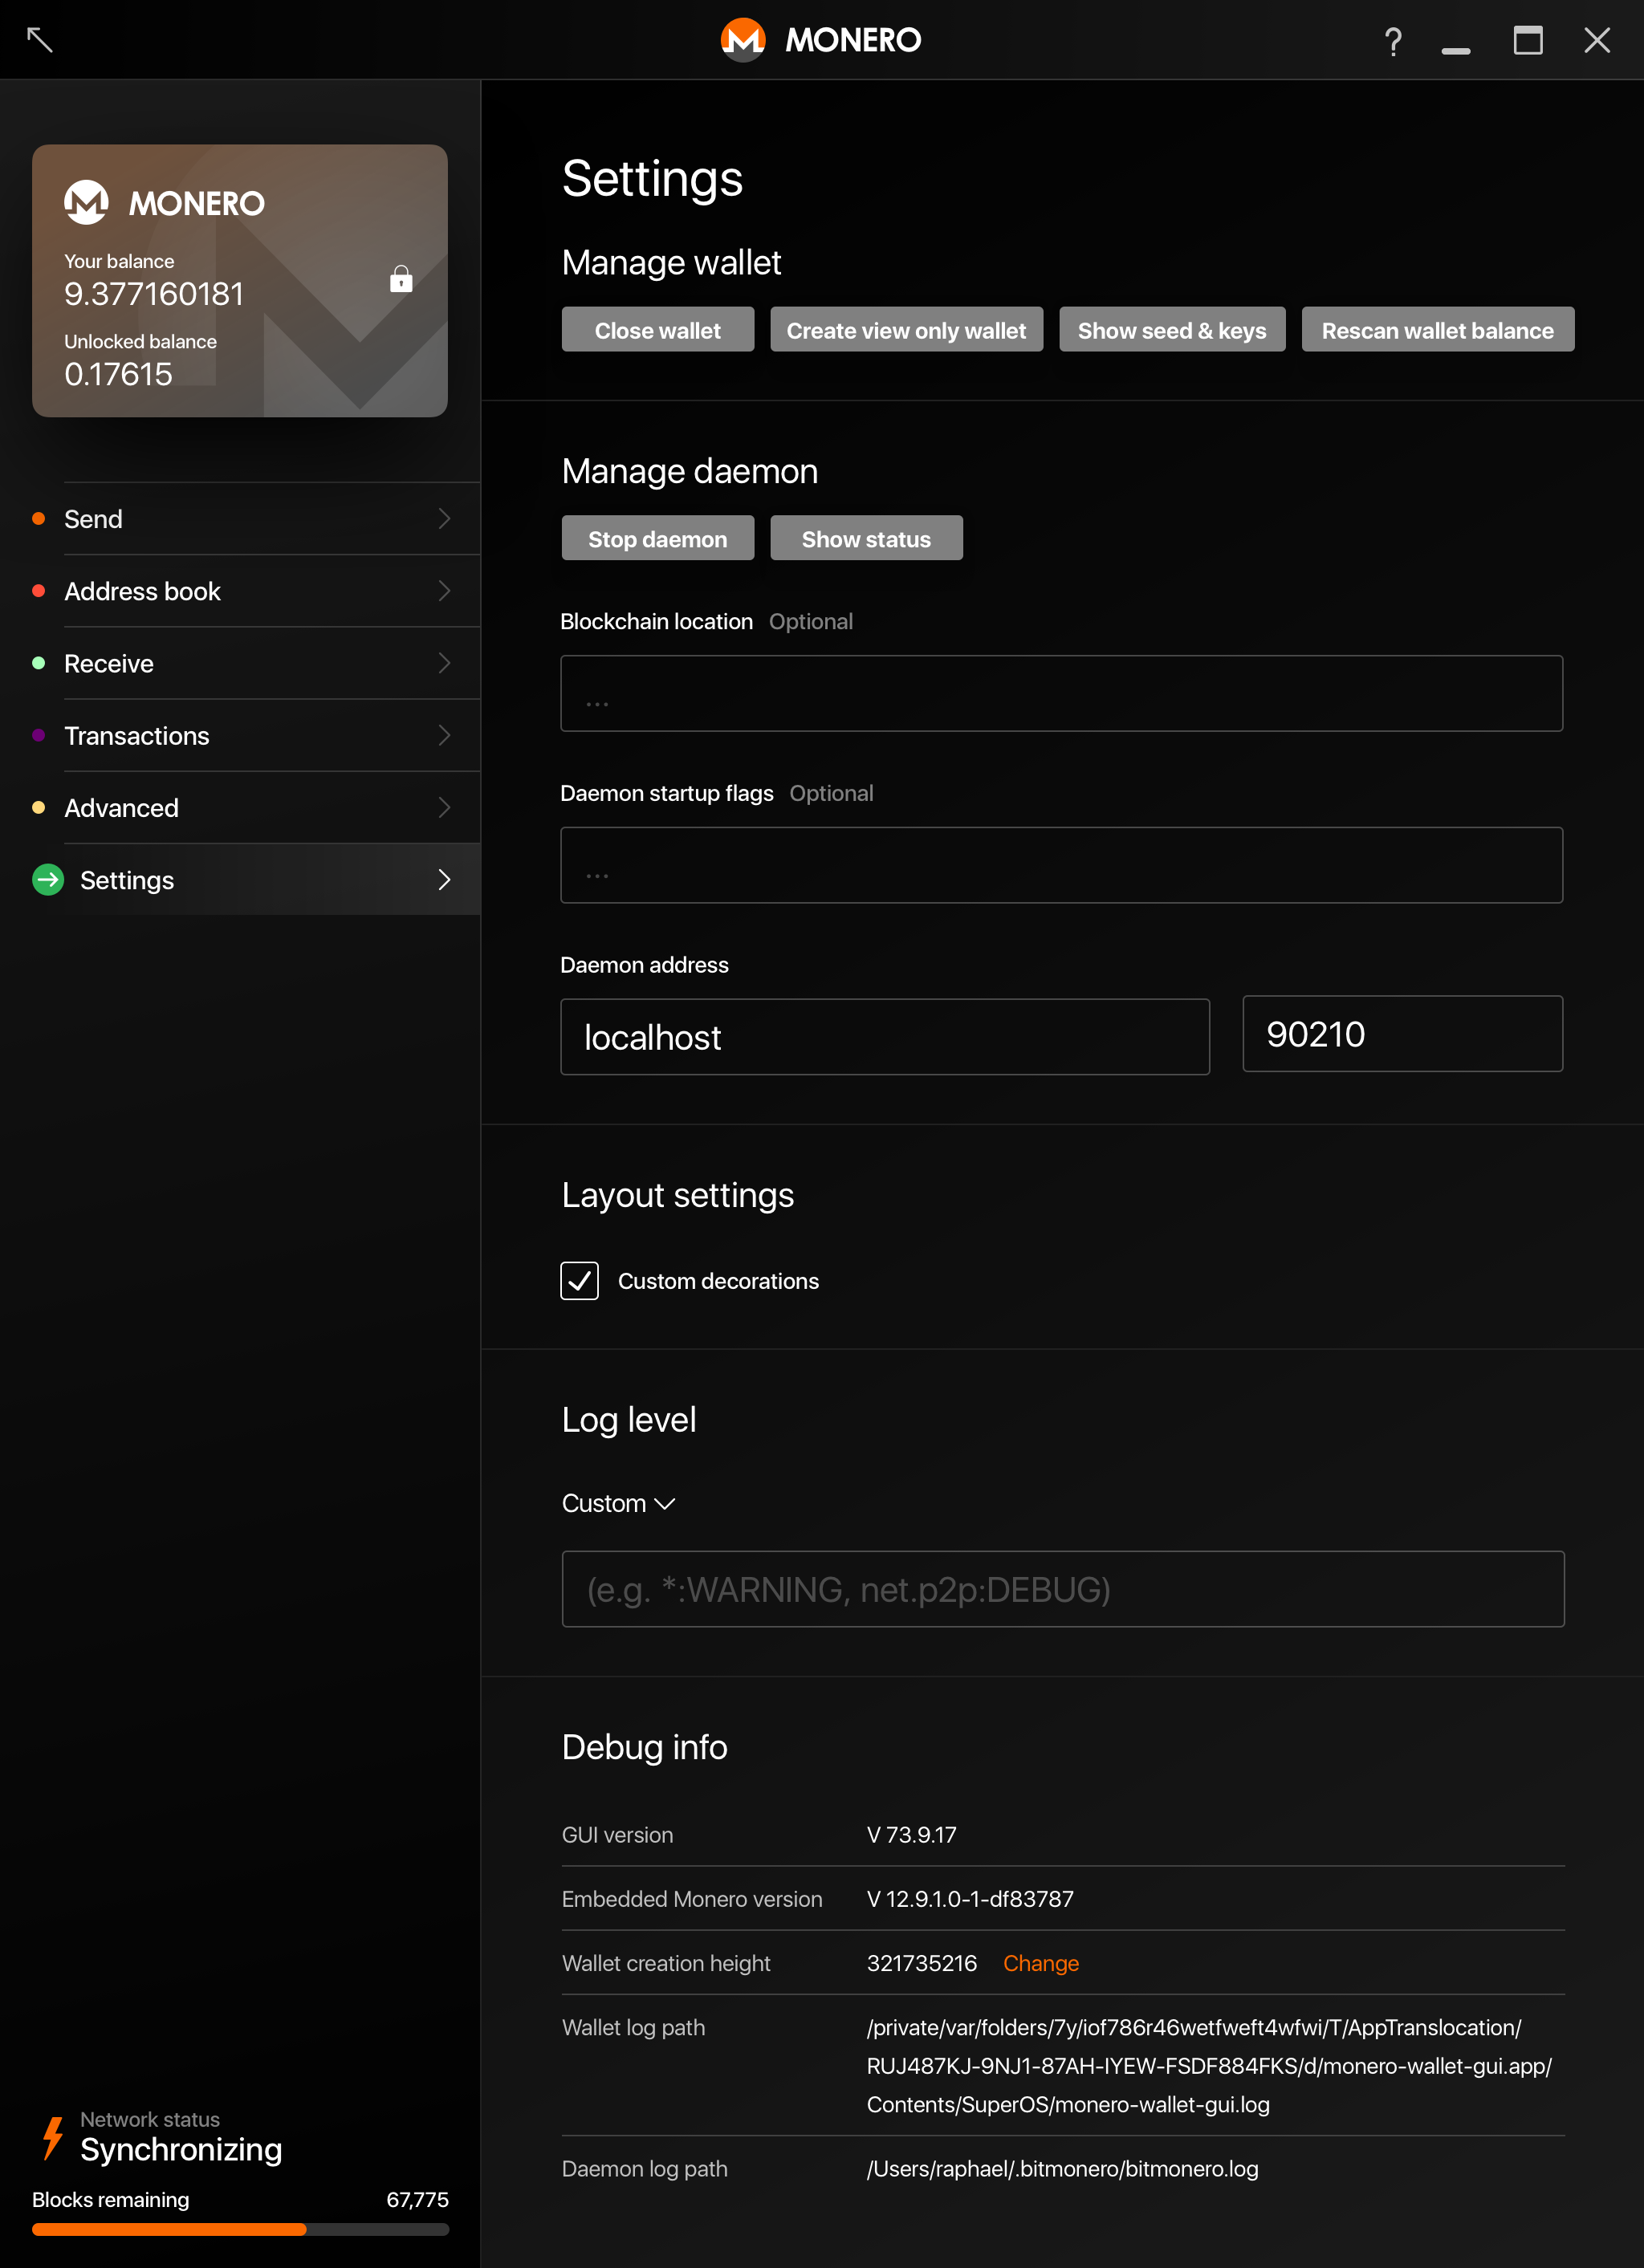 MONERO
?
MONERO
Your balance
9.377160181
Unlocked balance
0.17615
Send
Address book
Receive
Transactions
Advanced
Settings
Network status
Synchronizing
Blocks remaining 67,775
Settings
Manage wallet
Close wallet Create view only wallet Show seed & keys Rescan wallet balance
Manage daemon
Stop daemon Show status
Blockchain location Optional
...
Daemon startup flags Optional
...
Daemon address
localhost 90210
Layout settings
Custom decorations
Log level
Custom
(e.g. *:WARNING, net.p2p:DEBUG)
Debug info
GUI version V 73.9.17
Embedded Monero version V 12.9.1.0-1-df83787
Wallet creation height 321735216 Change
Wallet log path /private/var/folders/7y/iof786r46wetfweft4wfwi/T/AppTranslocation/
RUJ487KJ-9NJ1-87AH-IYEW-FSDF884FKS/d/monero-wallet-gui.app/
Contents/SuperOS/monero-wallet-gui.log
Daemon log path /Users/raphael/.bitmonero/bitmonero.log